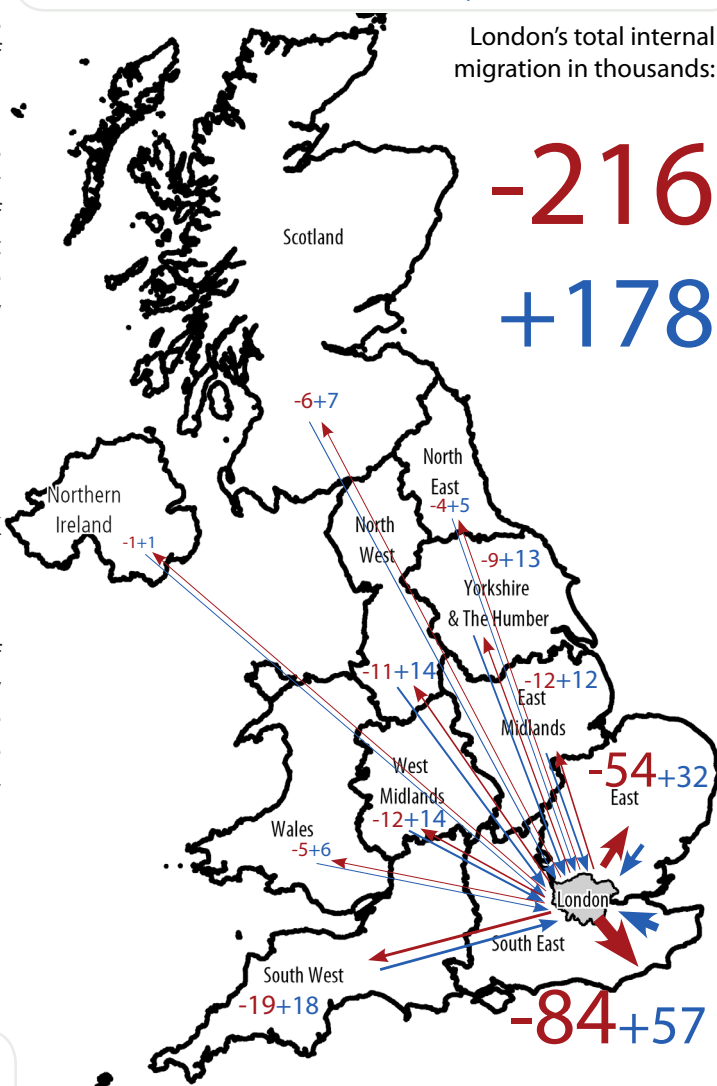 London’s total internal
migration in thousands:
-216
+178
Scotland
-6+7
North
East
-4+5
Northern
Ireland
-1+1
North
West
-9+13
Yorkshire
& The Humber
-11+14
-12+12
East
Midlands
West
Midlands
-12+14
-54+32
East
Wales
-5+6
London
South East
South West
-19+18
-84+57